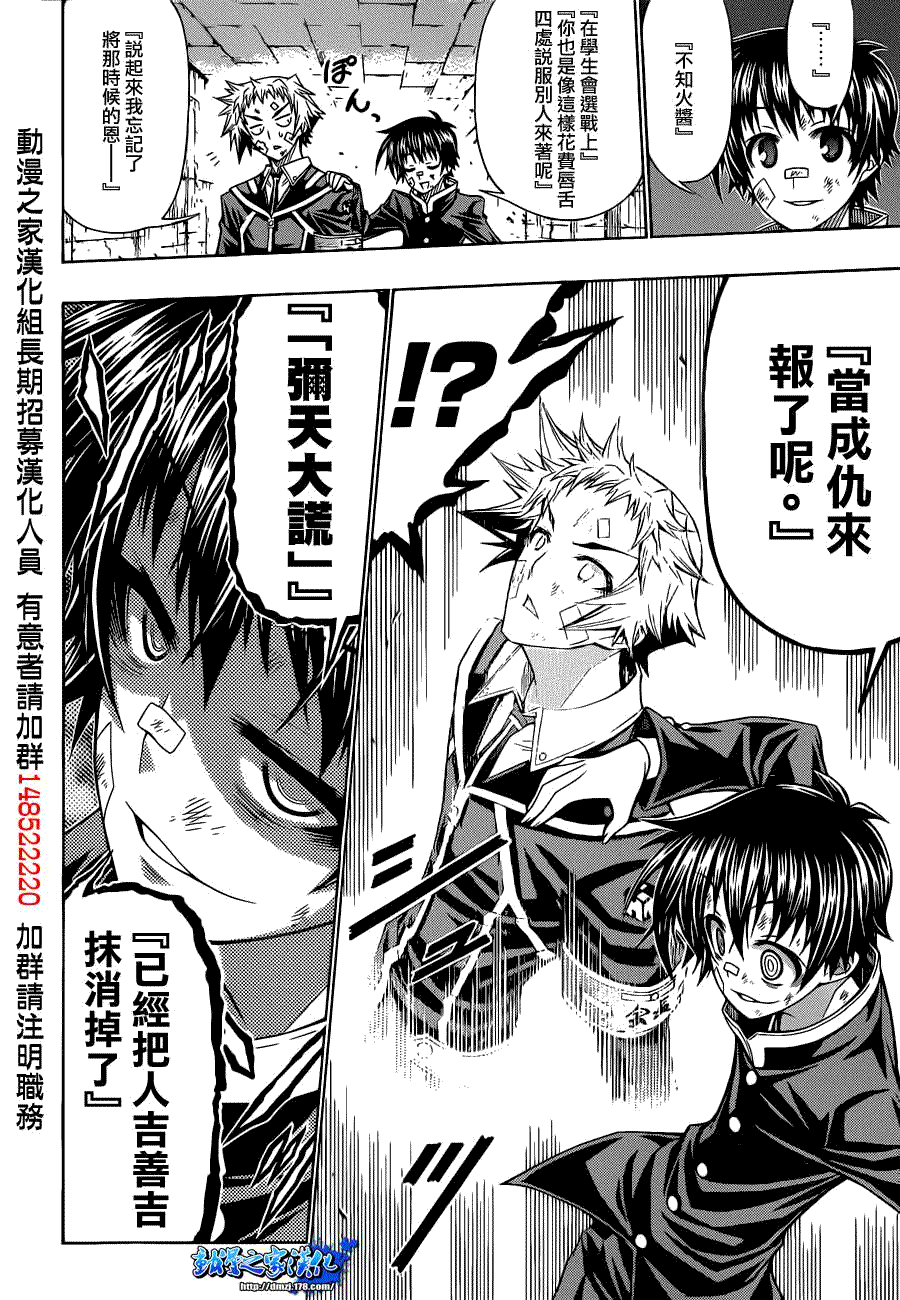 『……』
『不知火醬』
『在學生會選戰上』
『你也是像這樣花費唇舌
四處說服別人來著呢』
ぽん、
『說起來我忘記了
將那時候的恩——』
『當成仇來
報了呢。』
!?
『「彌天大謊」』
『已經把人吉善吉
抹消掉了』
動漫之家漢化組長期招募漢化人員 有意者請加群148522220 加群請注明職務
動漫之家漢化
http://dmzj.178.com/